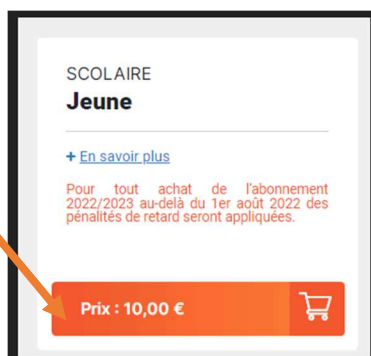 SCOLAIRE
Jeune
+ En savoir plus
Pour tout achat de l'abonnement
2022/2023 au-delà du 1er août 2022 des
pénalités de retard seront appliquées.
Prix : 10,00 €